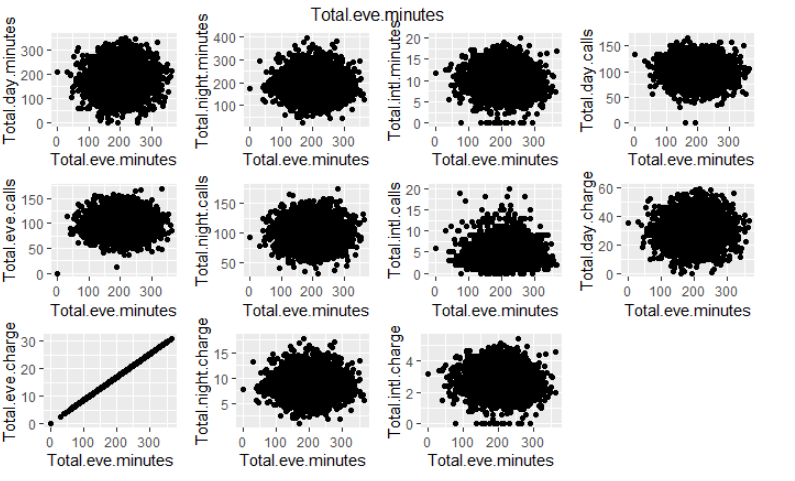 Total.eve.minutes
Total.day.minutes
300
200
100
0
0 100 200 300
Total.eve.minutes
Total.night.minutes
400
300
200
100
0 100 200 300
Total.eve.minutes
Total.intl.minutes
20
15
10
5
0
0 100 200 300
Total.eve.minutes
Total.day.calls
150
100
50
0
0 100 200 300
Total.eve.minutes
Total.eve.calls
150
100
50
0
0 100 200 300
Total.eve.minutes
Total.night.calls
150
100
50
0 100 200 300
Total.eve.minutes
Total.intl.calls
20
15
10
5
0
0 100 200 300
Total.eve.minutes
Total.day.charge
60
40
20
0
0 100 200 300
Total.eve.minutes
Total.eve.charge
30
20
10
0
0 100 200 300
Total.eve.minutes
Total.night.charge
15
10
5
0 100 200 300
Total.eve.minutes
Total.intl.charge
4
2
0
0 100 200 300
Total.eve.minutes